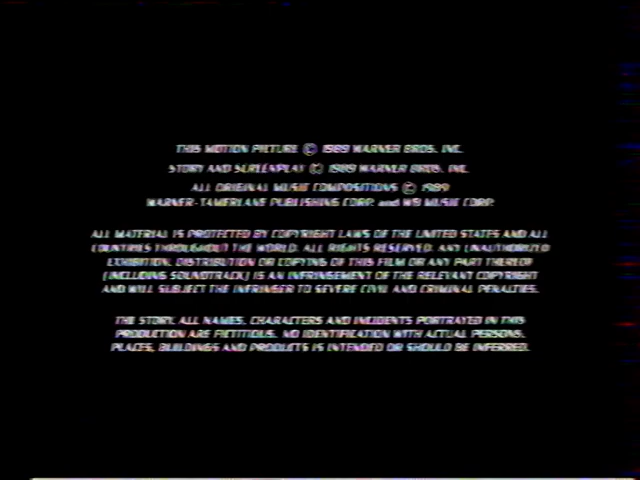 THIS MOTION PICTURE © 1989 WARNER BROS. INC.
STORY AND SCREENPLAY © 1989 WARNER BROS. INC.
ALL ORIGINAL MUSIC COMPOSITIONS © 1989
WARNER-TAMERLANE PUBLISHING CORP. and WB MUSIC CORP.
ALL MATERIAL IS PROTECTED BY COPYRIGHT LAWS OF THE UNITED STATES AND ALL
COUNTRIES THROUGHOUT THE WORLD. ALL RIGHTS RESERVED. ANY UNAUTHORIZED
EXHIBITION, DISTRIBUTION OR COPYING OF THIS FILM OR ANY PART THEREOF
(INCLUDING SOUNDTRACK) IS AN INFRINGEMENT OF THE RELEVANT COPYRIGHT
AND WILL SUBJECT THE INFRINGER TO SEVERE CIVIL AND CRIMINAL PENALTIES.
THE STORY, ALL NAMES, CHARACTERS AND INCIDENTS PORTRAYED IN THIS
PRODUCTION ARE FICTITIOUS. NO IDENTIFICATION WITH ACTUAL PERSONS,
PLACES, BUILDINGS AND PRODUCTS IS INTENDED OR SHOULD BE INFERRED.